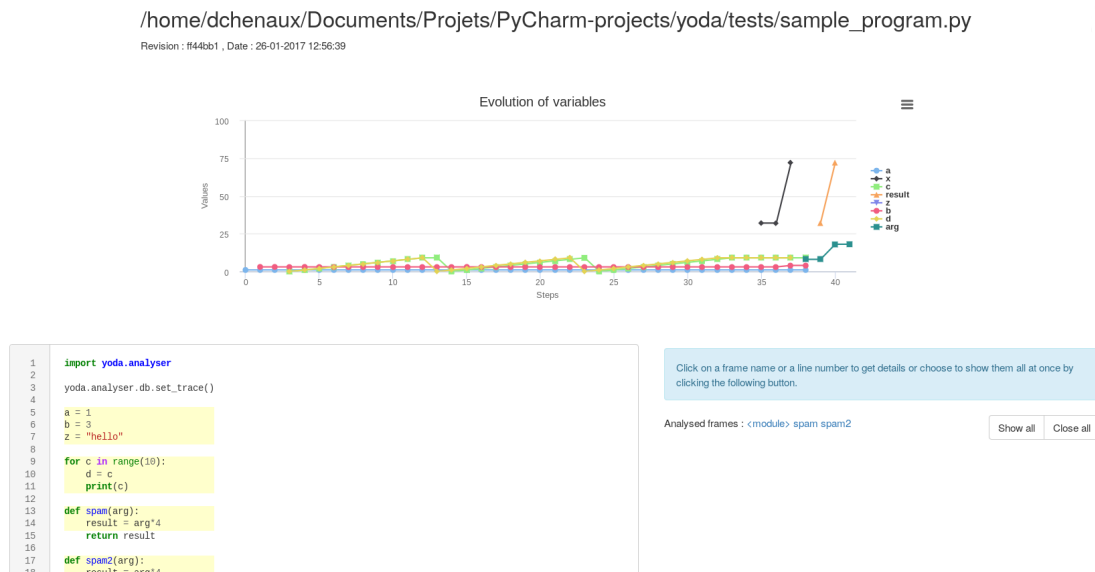 /home/dchenaux/Documents/Projets/PyCharm-projects/yoda/tests/sample_program.py
Revision : ff44bb1 , Date : 26-01-2017 12:56:39
Evolution of variables
100
75
50
25
0
Values
0 5 10 15 20 25 30 35 40
Steps
a
x
c
result
z
b
d
arg
1 import yoda.analyser
2
3 yoda.analyser.db.set_trace()
4
5 a = 1
6 b = 3
7 z = "hello"
8
9 for c in range(10):
10     d = c
11     print(c)
12
13 def spam(arg):
14     result = arg*4
15     return result
16
17 def spam2(arg):
18     result = arg*4
Click on a frame name or a line number to get details or choose to show them all at once by
clicking the following button.
Analysed frames : <module> spam spam2
Show all Close all